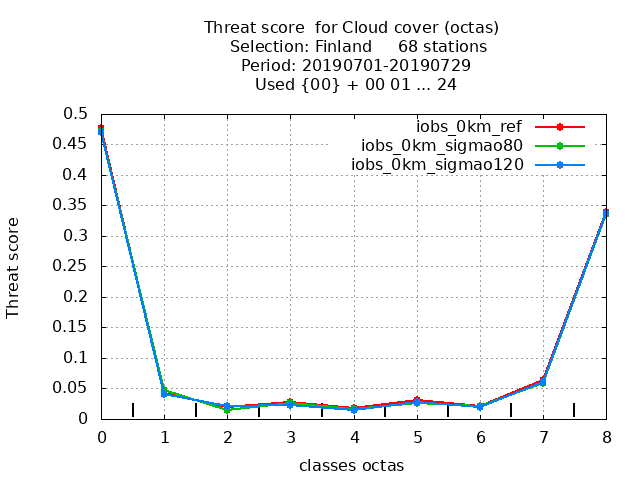 Threat score  for Cloud cover (octas)
Selection: Finland     68 stations
Period: 20190701-20190729
Used {00} + 00 01 ... 24
iobs_0km_ref
iobs_0km_sigmao80
iobs_0km_sigmao120
0.5
0.45
0.4
0.35
0.3
0.25
0.2
0.15
0.1
0.05
0
Threat score
0 1 2 3 4 5 6 7 8
classes octas